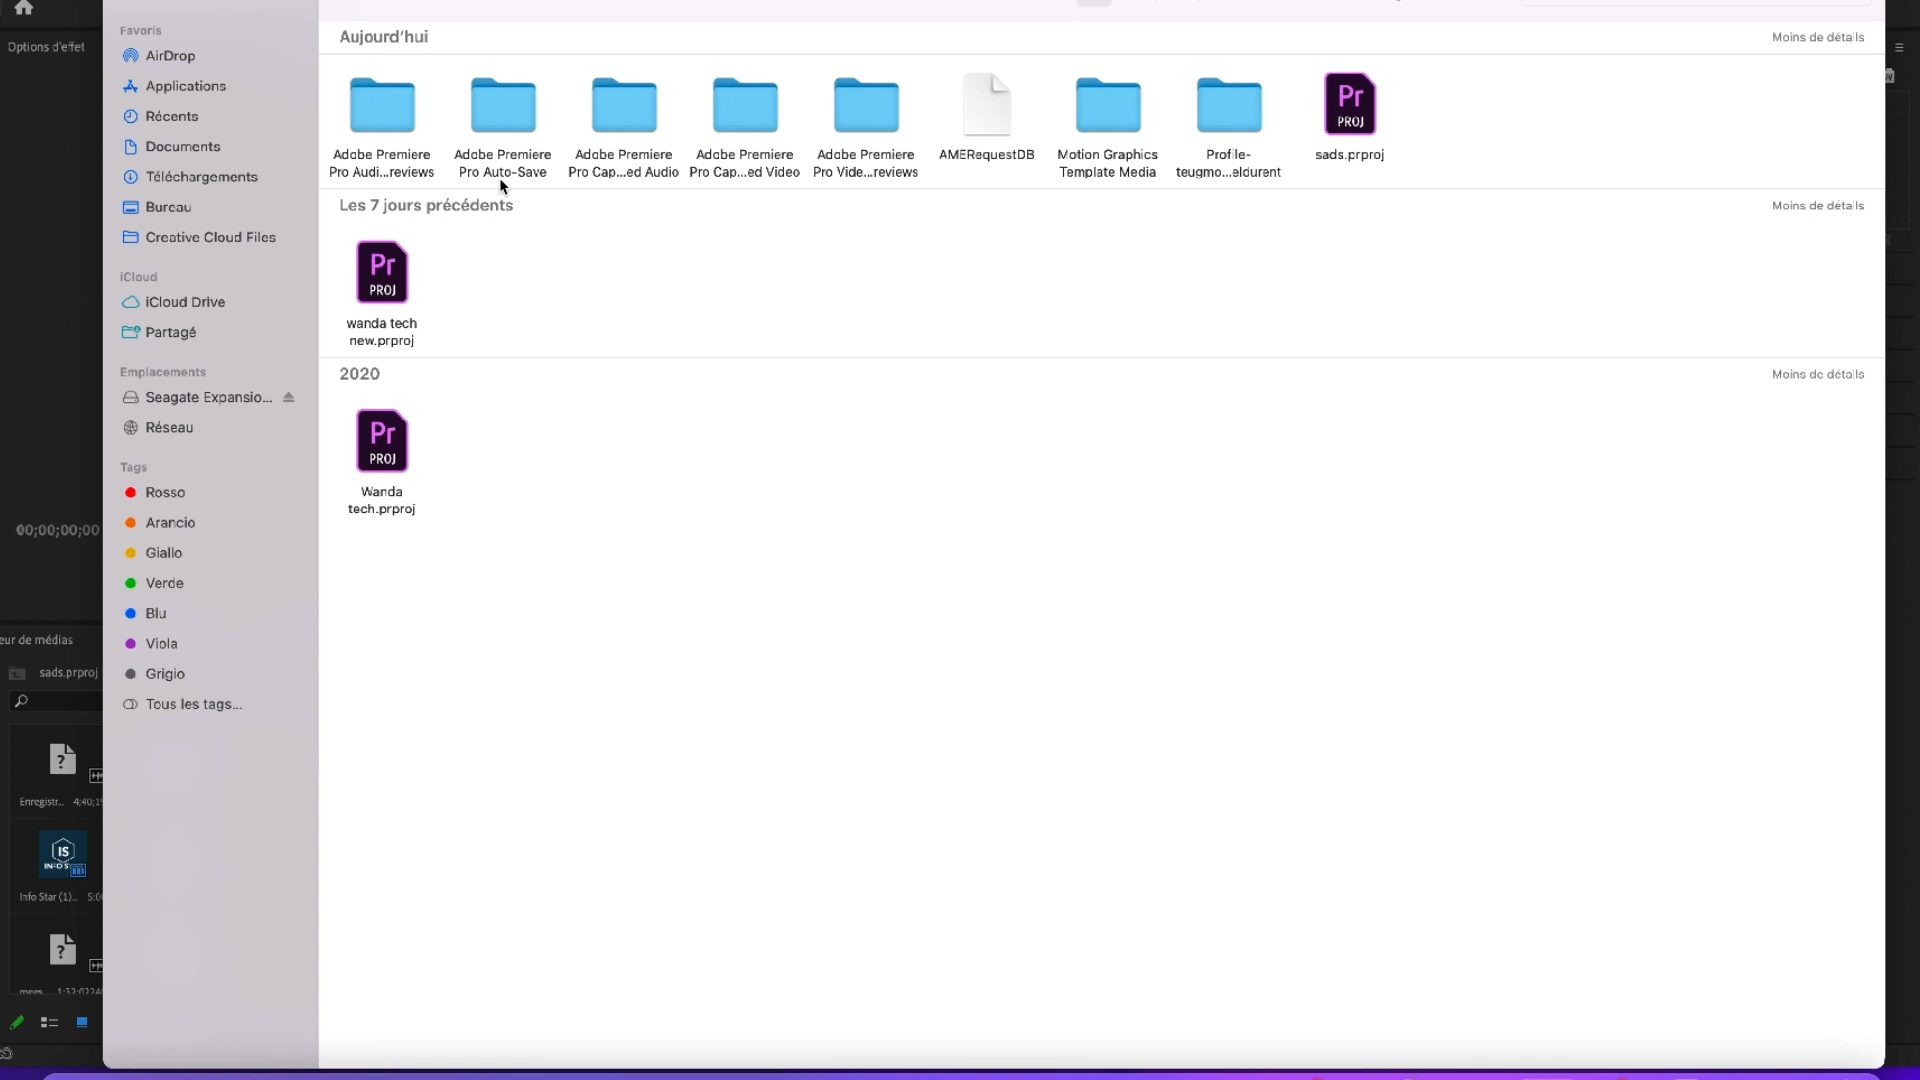 Favoris
AirDrop
Applications
Récents
Documents
Téléchargements
Bureau
Creative Cloud Files
iCloud
iCloud Drive
Partagé
Emplacements
Seagate Expansio...
Réseau
Tags
Rosso
Arancio
Giallo
Verde
Blu
Viola
Grigio
Tous les tags...
Aujourd'hui
Moins de détails
Adobe Premiere
Pro Audi...reviews
Adobe Premiere
Pro Auto-Save
Adobe Premiere
Pro Cap...ed Audio
Adobe Premiere
Pro Cap...ed Video
Adobe Premiere
Pro Vide...reviews
AMERequestDB
Motion Graphics
Template Media
Profile-
teugmo...eldurent
Pr
PROJ
sads.prproj
Les 7 jours précédents
Moins de détails
Pr
PROJ
wanda tech
new.prproj
2020
Moins de détails
Pr
PROJ
Wanda
tech.prproj
Options d'effet
00;00;00;00
eur de médias
sads.prproj
Enregistr...
IS
Info Star (1)...